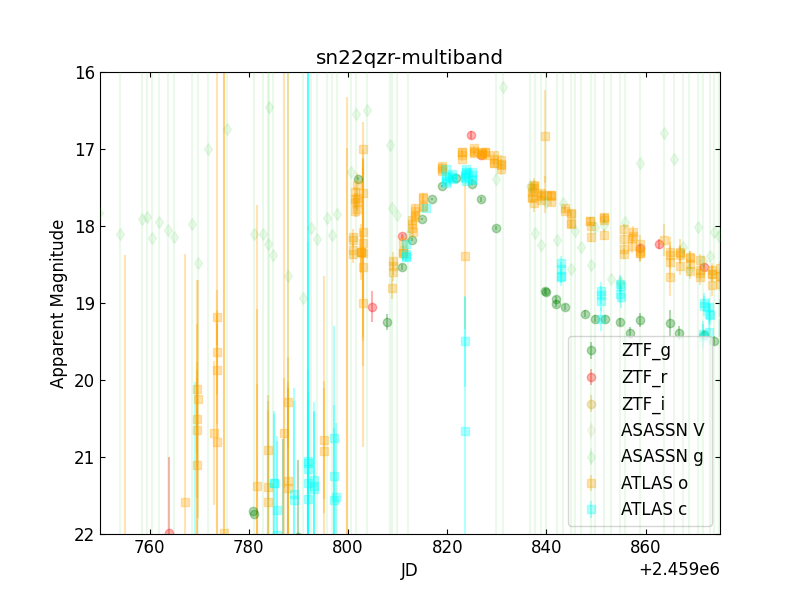 sn22qzr-multiband
Apparent Magnitude
16
17
18
19
20
21
22
760
780
800
820
840
860
JD
+2.459e6
ZTF_g
ZTF_r
ZTF_i
ASASSN V
ASASSN g
ATLAS o
ATLAS c